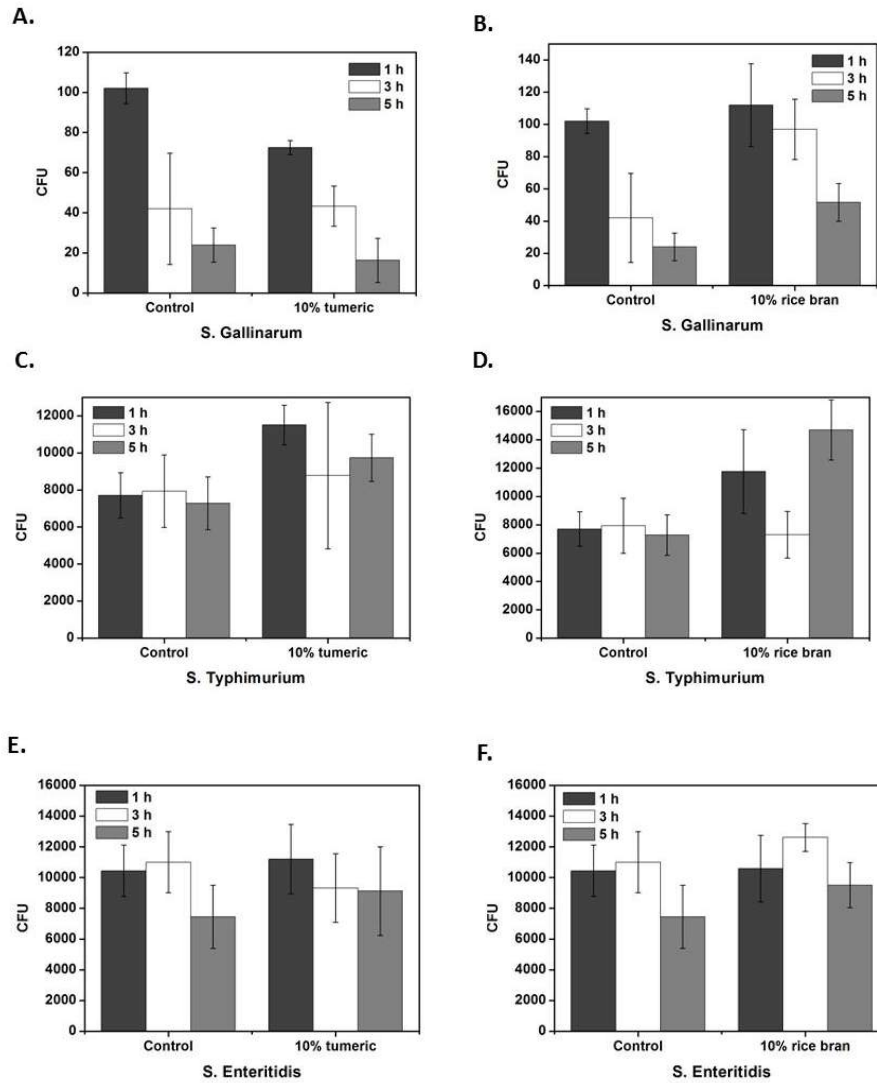 A.
120
100
80
60
40
20
0
CFU
1 h
3 h
5 h
Control
10% tumeric
S. Gallinarum
B.
140
120
100
80
60
40
20
0
CFU
1 h
3 h
5 h
Control
10% rice bran
S. Gallinarum
C.
12000
10000
8000
6000
4000
2000
0
CFU
1 h
3 h
5 h
Control
10% tumeric
S. Typhimurium
D.
16000
14000
12000
10000
8000
6000
4000
2000
0
CFU
1 h
3 h
5 h
Control
10% rice bran
S. Typhimurium
E.
16000
14000
12000
10000
8000
6000
4000
2000
0
CFU
1 h
3 h
5 h
Control
10% tumeric
S. Enteritidis
F.
16000
14000
12000
10000
8000
6000
4000
2000
0
CFU
1 h
3 h
5 h
Control
10% rice bran
S. Enteritidis